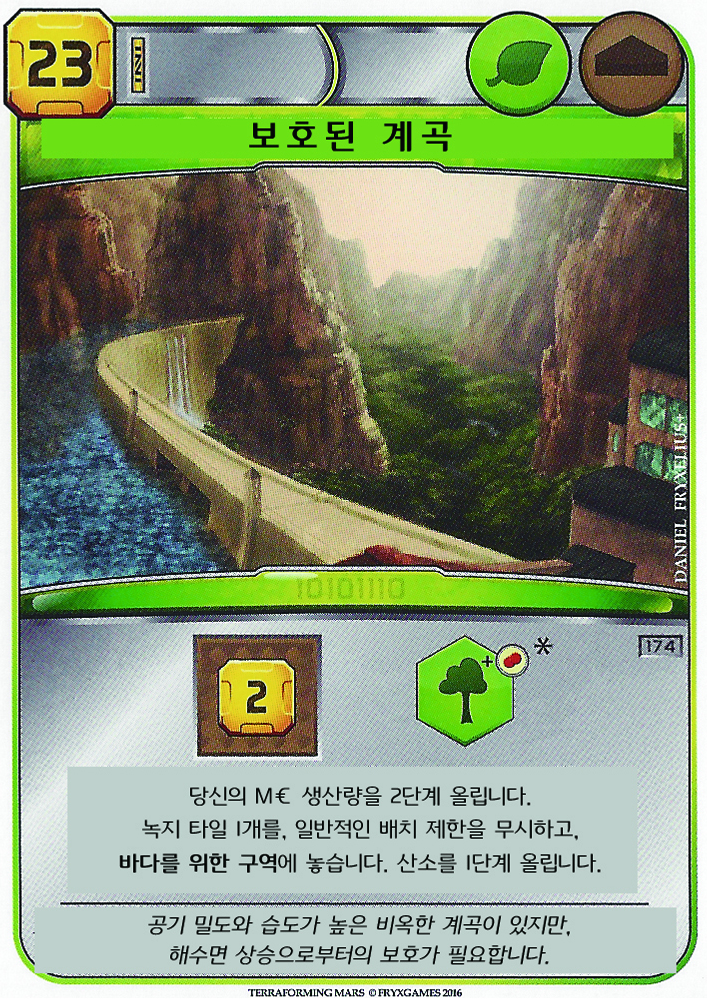 23
보호된 계곡
DANIEL FRYXELIUS+
10101110
2
+
*
174
당신의 M€ 생산량을 2단계 올립니다.
녹지 타일 1개를, 일반적인 배치 제한을 무시하고,
바다를 위한 구역에 놓습니다. 산소를 1단계 올립니다.
공기 밀도와 습도가 높은 비옥한 계곡이 있지만,
해수면 상승으로부터의 보호가 필요합니다.
TERRAFORMING MARS © FRYXGAMES 2016